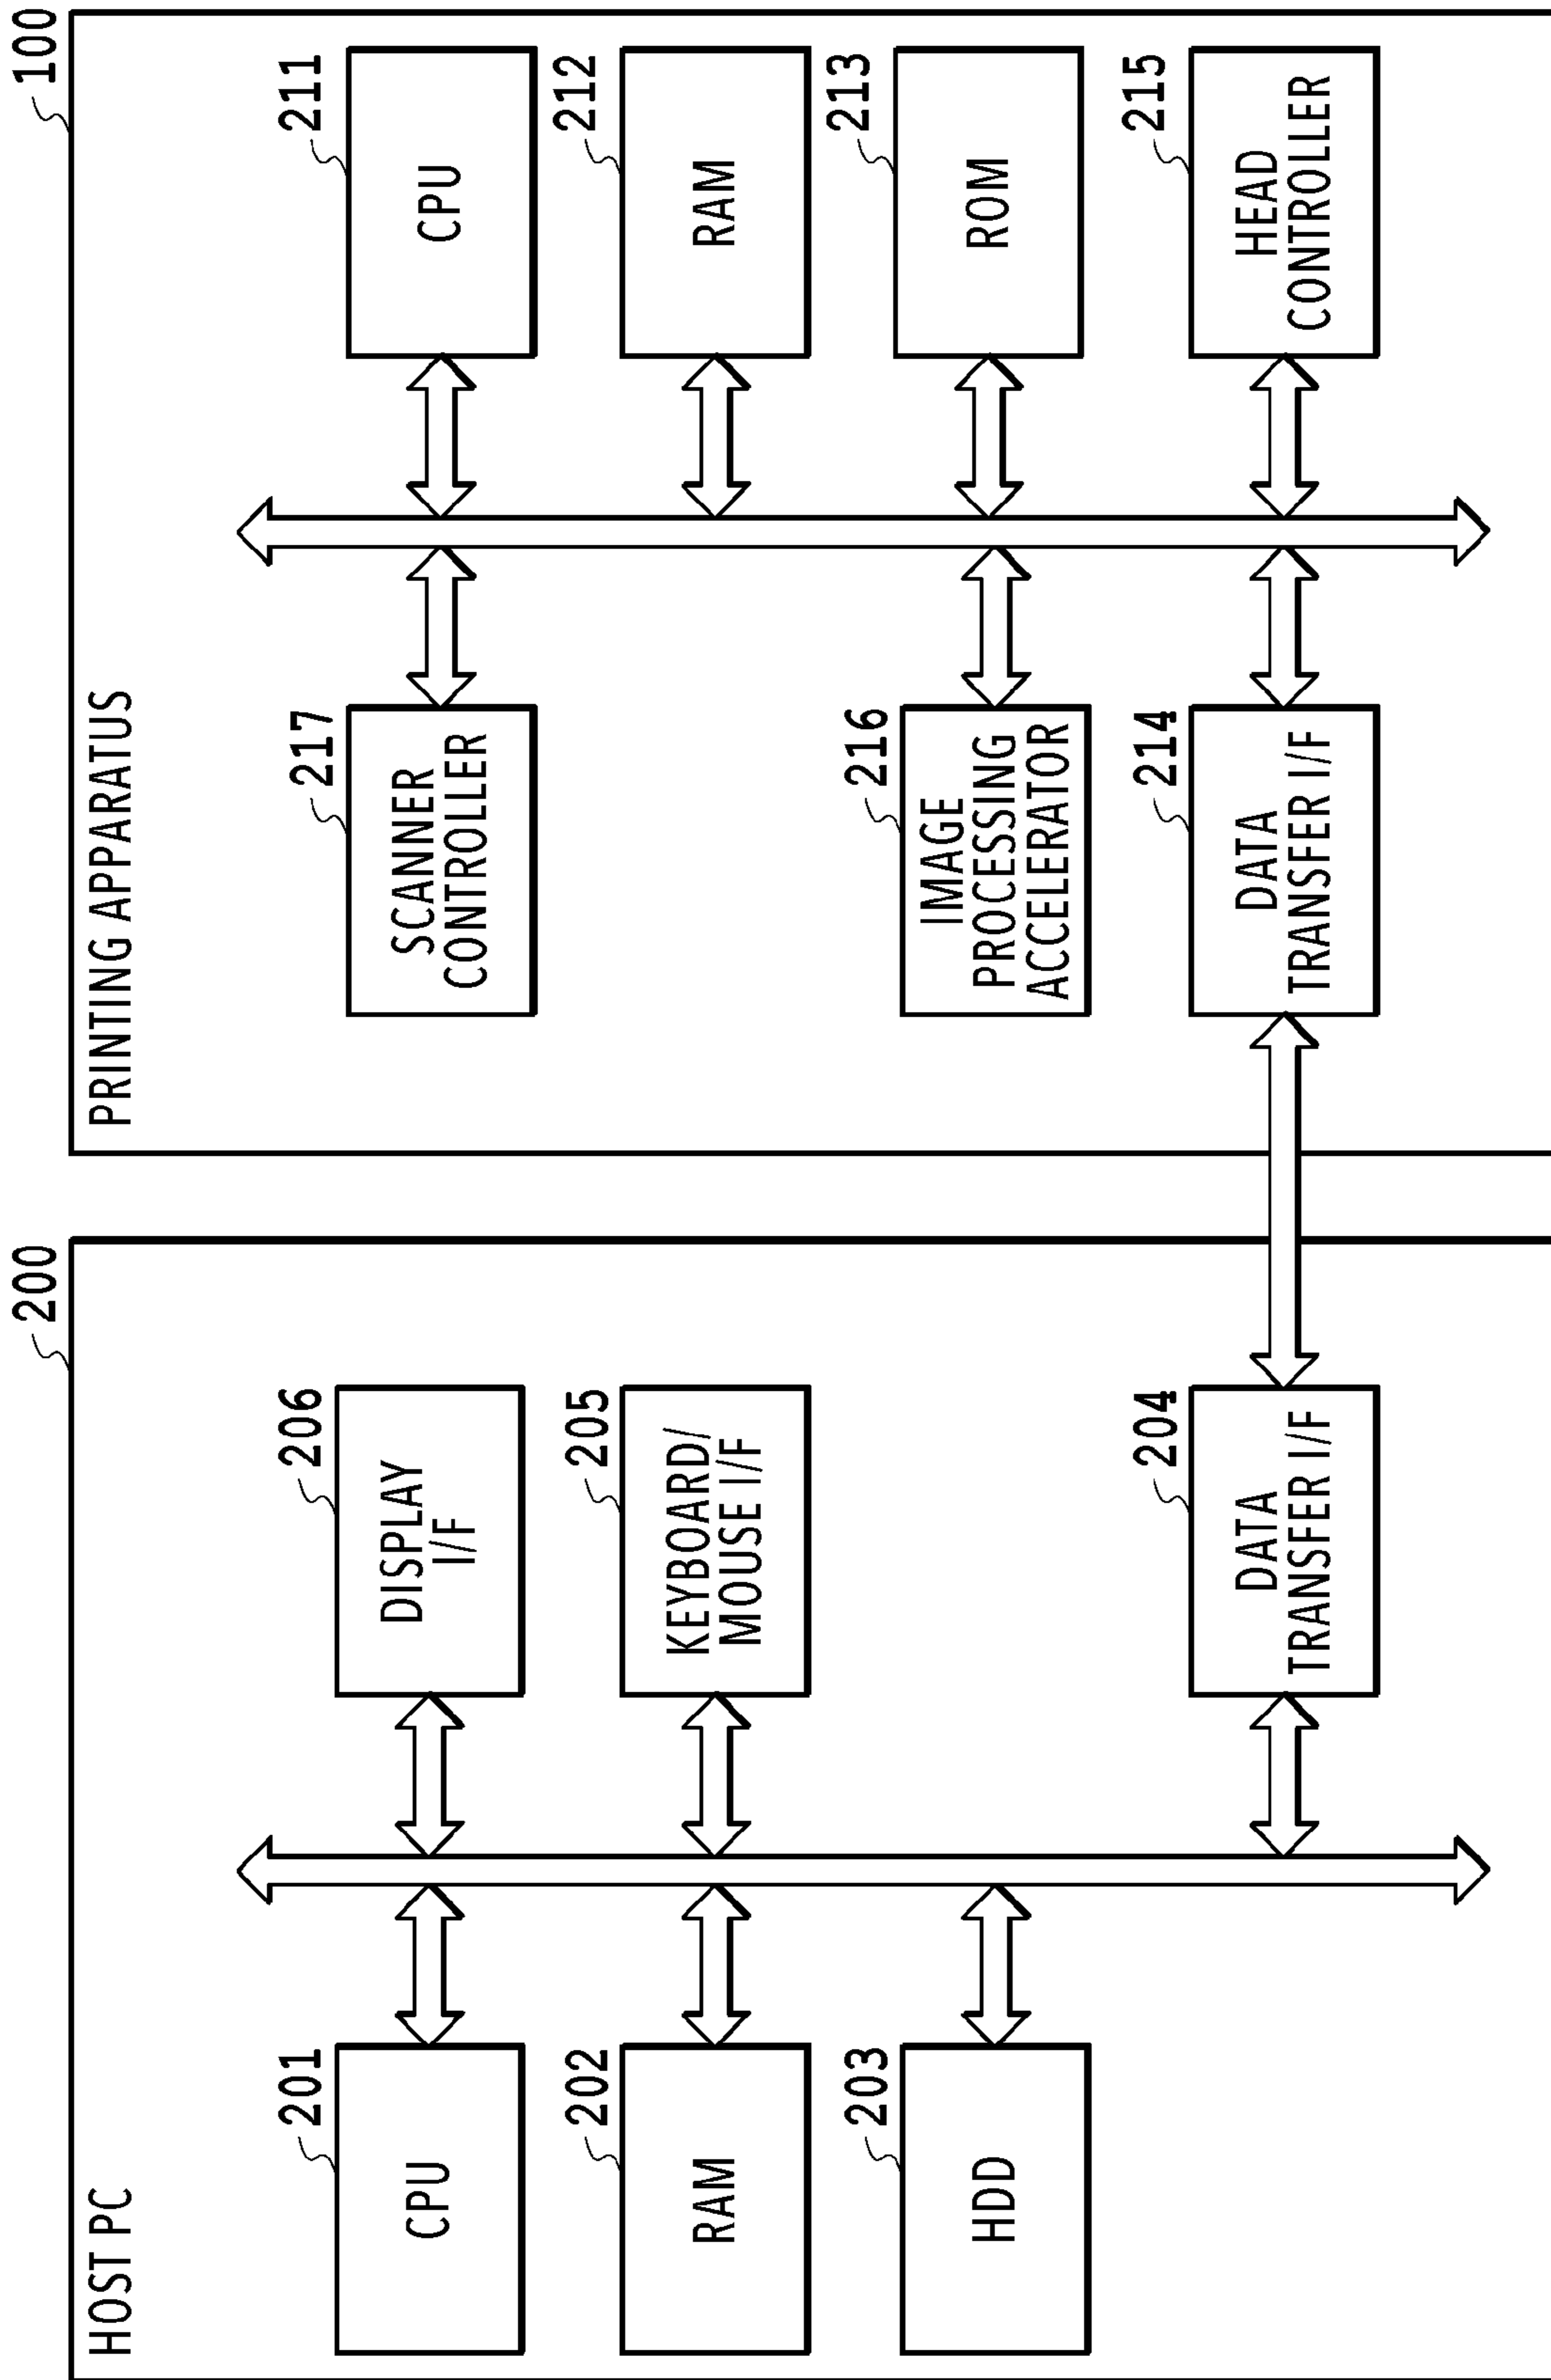 200
HOST PC
201
CPU
206
DISPLAY
I/F
202
RAM
205
KEYBOARD/
MOUSE I/F
203
HDD
204
DATA
TRANSFER I/F
100
PRINTING APPARATUS
217
SCANNER
CONTROLLER
211
CPU
212
RAM
216
IMAGE
PROCESSING
ACCELERATOR
213
ROM
214
DATA
TRANSFER I/F
215
HEAD
CONTROLLER